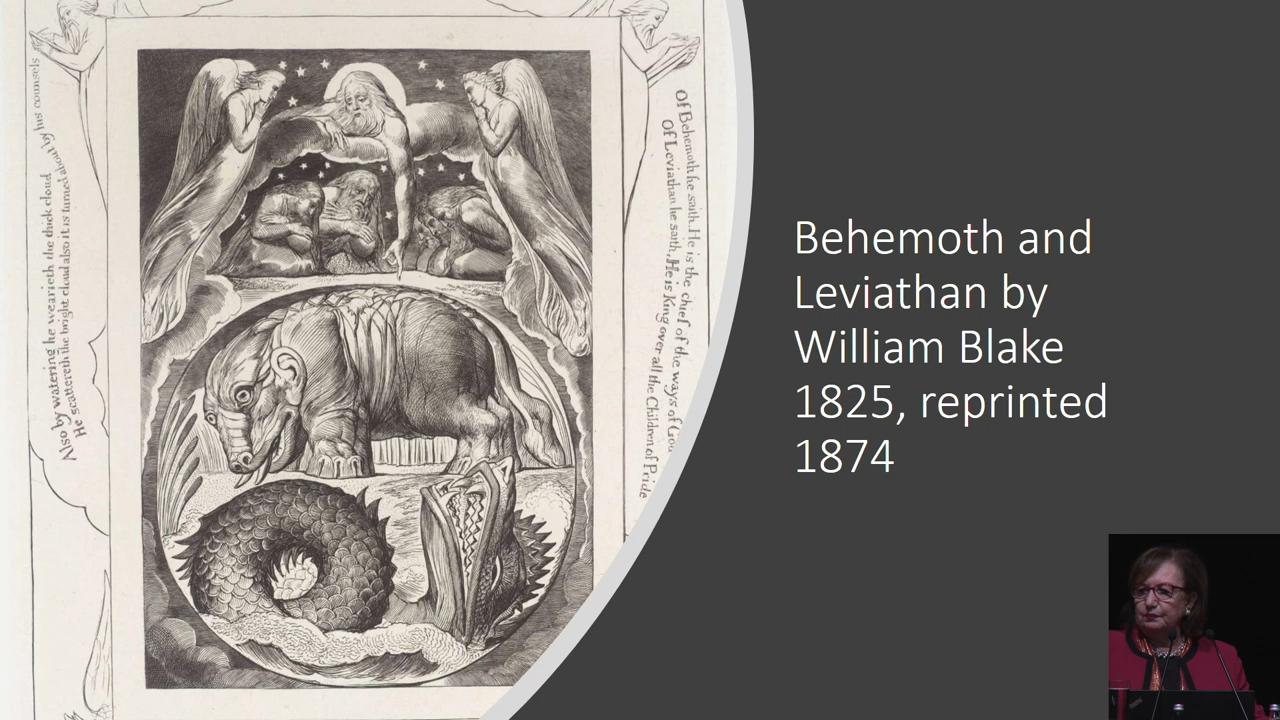 Also by watering he wearieth the thick cloud
He scattereth the bright cloud also it is turned about by his counsels
Of Behemoth he saith, He is the chief of the ways of God
Of Leviathan he saith, He is King over all the Children of Pride
Behemoth and
Leviathan by
William Blake
1825, reprinted
1874